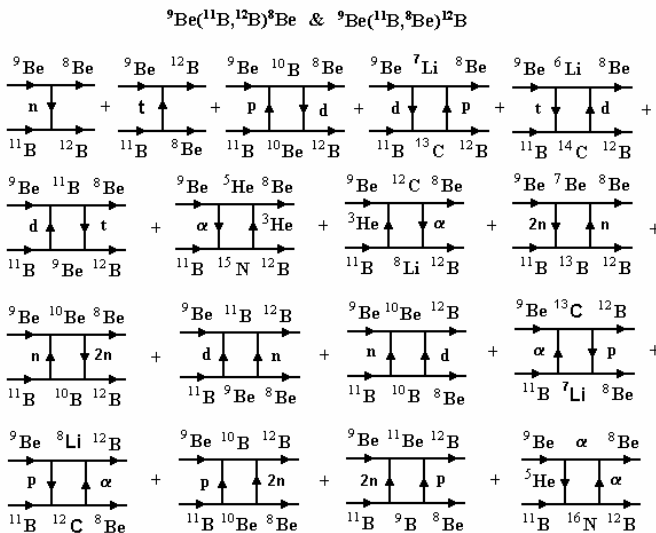 ⁹Be(¹¹B,¹²B)⁸Be & ⁹Be(¹¹B,⁸Be)¹²B
⁹Be ⁸Be ⁹Be ¹²B ⁹Be ¹⁰B ⁸Be ⁹Be ⁷Li ⁸Be ⁹Be ⁶Li ⁸Be
n + t + p d + d p + t d +
¹¹B ¹²B ¹¹B ⁸Be ¹¹B ¹⁰Be ¹²B ¹¹B ¹³C ¹²B ¹¹B ¹⁴C ¹²B
⁹Be ¹¹B ⁸Be ⁹Be ⁵He ⁸Be ⁹Be ¹²C ⁸Be ⁹Be ⁷Be ⁸Be
d t + α ³He + ³He α + 2n n +
¹¹B ⁹Be ¹²B ¹¹B ¹⁵N ¹²B ¹¹B ⁸Li ¹²B ¹¹B ¹³B ¹²B
⁹Be ¹⁰Be ⁸Be ⁹Be ¹¹B ¹²B ⁹Be ¹⁰Be ¹²B ⁹Be ¹³C ¹²B
n 2n + d n + n d + α p +
¹¹B ¹⁰B ¹²B ¹¹B ⁹Be ⁸Be ¹¹B ¹⁰B ⁸Be ¹¹B ⁷Li ⁸Be
⁹Be ⁸Li ¹²B ⁹Be ¹⁰B ¹²B ⁹Be ¹¹Be ¹²B ⁹Be α ⁸Be
p α + p 2n + 2n p + ⁵He α
¹¹B ¹²C ⁸Be ¹¹B ¹⁰Be ⁸Be ¹¹B ⁹B ⁸Be ¹¹B ¹⁶N ¹²B